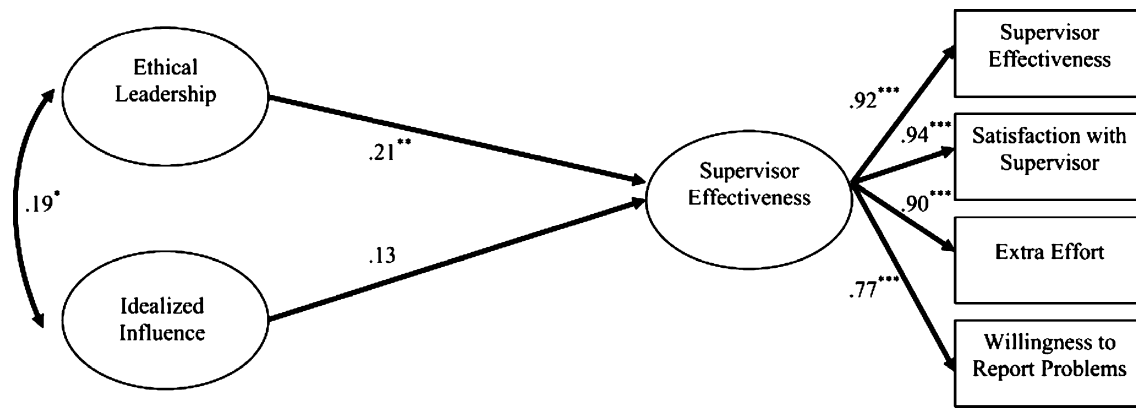 Ethical
Leadership
.21**
.19*
.13
Idealized
Influence
Supervisor
Effectiveness
.92***
.94***
.90***
.77***
Supervisor
Effectiveness
Satisfaction with
Supervisor
Extra Effort
Willingness to
Report Problems